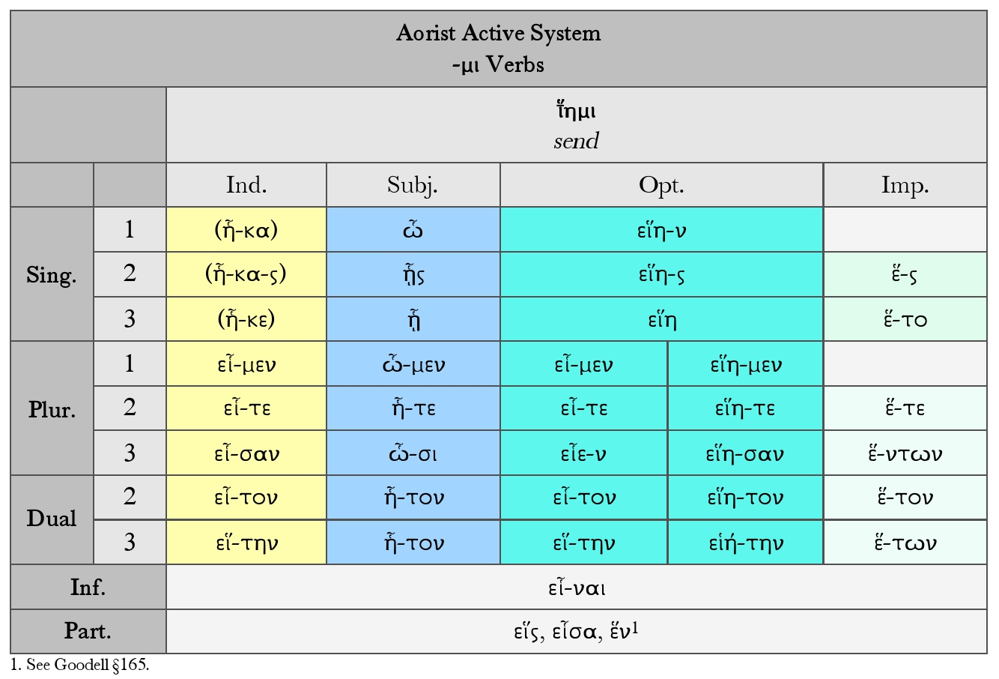 Aorist Active System
-μι Verbs
ἵ̄ημι
send
Ind. Subj. Opt. Imp.
Sing. 1 (ἧ-κα) ὧ εἵη-ν
2 (ἧ-κα-ς) ᾗς εἵη-ς ἕ-ς
3 (ἧ-κε) ᾗ εἵη ἕ-το
Plur. 1 εἷ-μεν ὧ-μεν εἷ-μεν εἵη-μεν
2 εἷ-τε ἧ-τε εἷ-τε εἵη-τε ἕ-τε
3 εἷ-σαν ὧ-σι εἷε-ν εἵη-σαν ἕ-ντων
Dual 2 εἷ-τον ἧ-τον εἷ-τον εἵη-τον ἕ-τον
3 εἵ-την ἧ-τον εἵ-την εἱή-την ἕ-των
Inf. εἷ-ναι
Part. εἵς, εἷσα, ἕν¹
1. See Goodell §165.